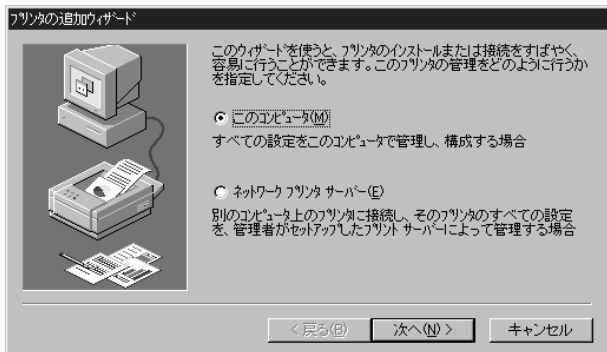 プリンタの追加ウィザード
このウィザードを使うと、プリンタのインストールまたは接続をすばやく、
容易に行うことができます。このプリンタの管理をどのように行うか
を指定してください。
このコンピュータ(M)
すべての設定をこのコンピュータで管理し、構成する場合
ネットワーク プリンタ サーバー(E)
別のコンピュータ上のプリンタに接続し、そのプリンタのすべての設定
を、管理者がセットアップしたプリント サーバーによって管理する場合
< 戻る(B)
次へ(N) >
キャンセル